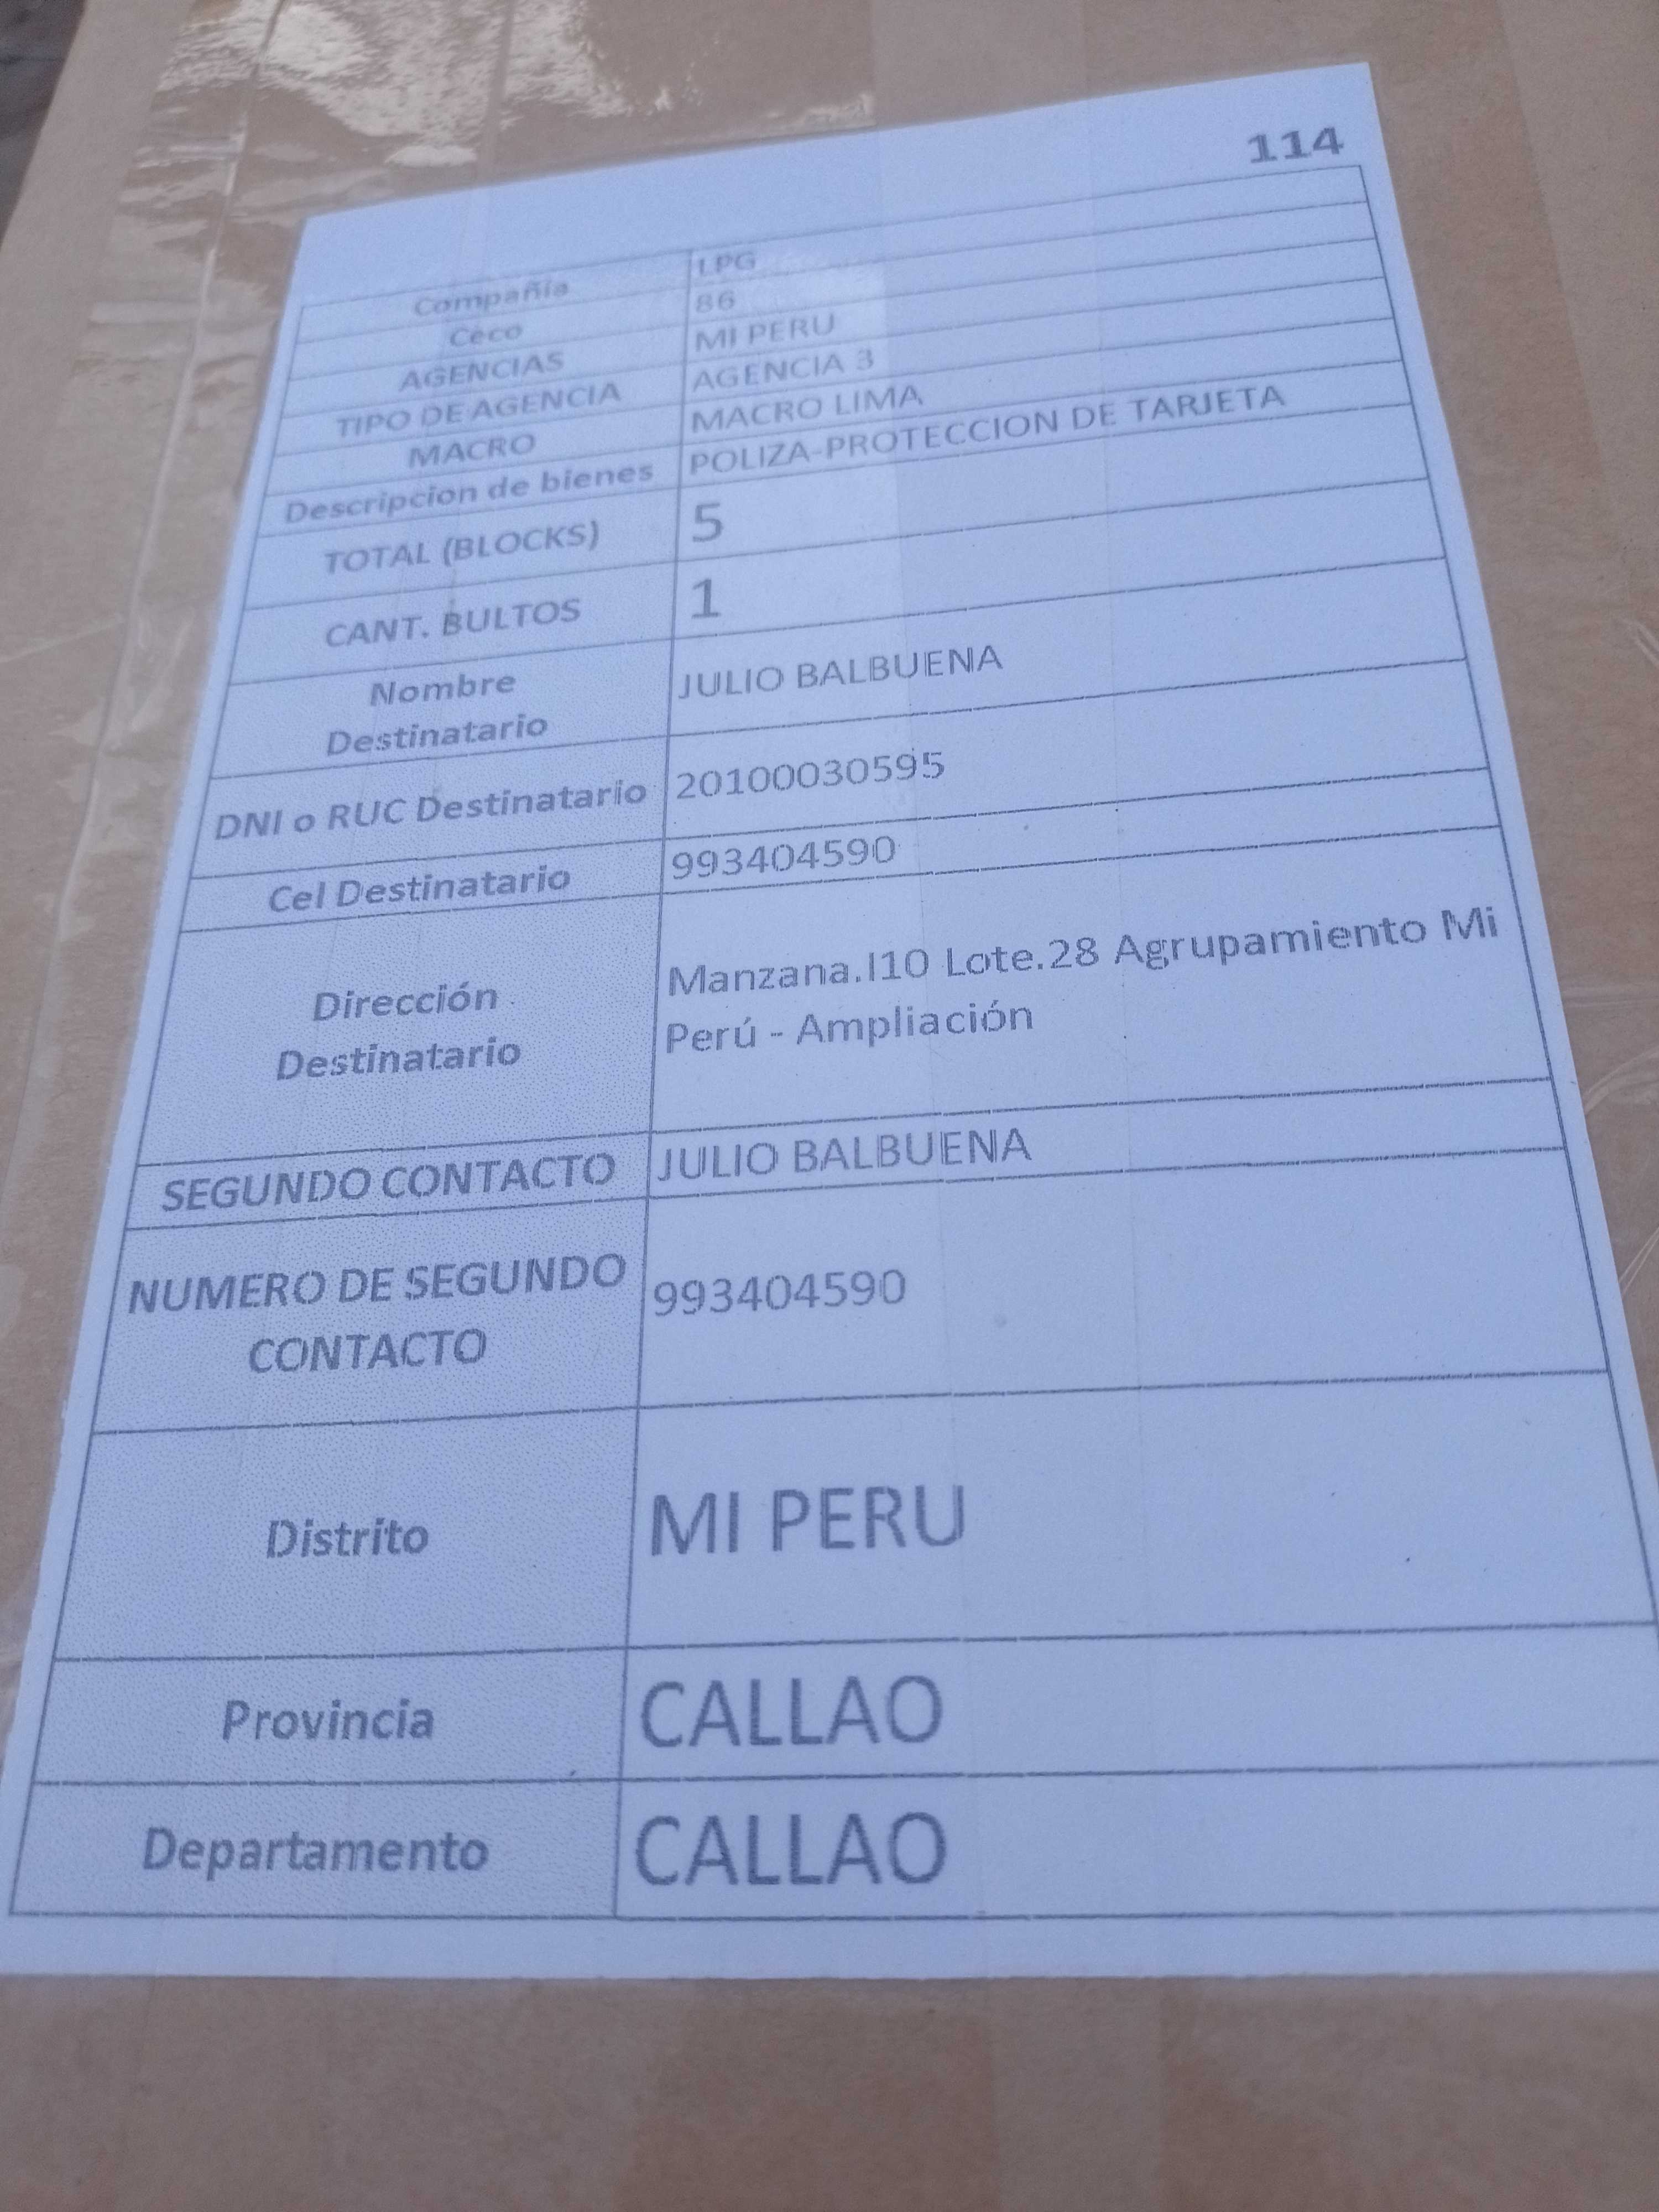 114
Compañía LPG
Ceco 86
AGENCIAS MI PERU
TIPO DE AGENCIA AGENCIA 3
MACRO MACRO LIMA
Descripcion de bienes POLIZA-PROTECCION DE TARJETA
TOTAL (BLOCKS) 5
CANT. BULTOS 1
Nombre
Destinatario JULIO BALBUENA
DNI o RUC Destinatario 20100030595
Cel Destinatario 993404590
Dirección
Destinatario
Manzana.I10 Lote.28 Agrupamiento Mi
Perú - Ampliación
SEGUNDO CONTACTO JULIO BALBUENA
NUMERO DE SEGUNDO
CONTACTO 993404590
Distrito MI PERU
Provincia CALLAO
Departamento CALLAO